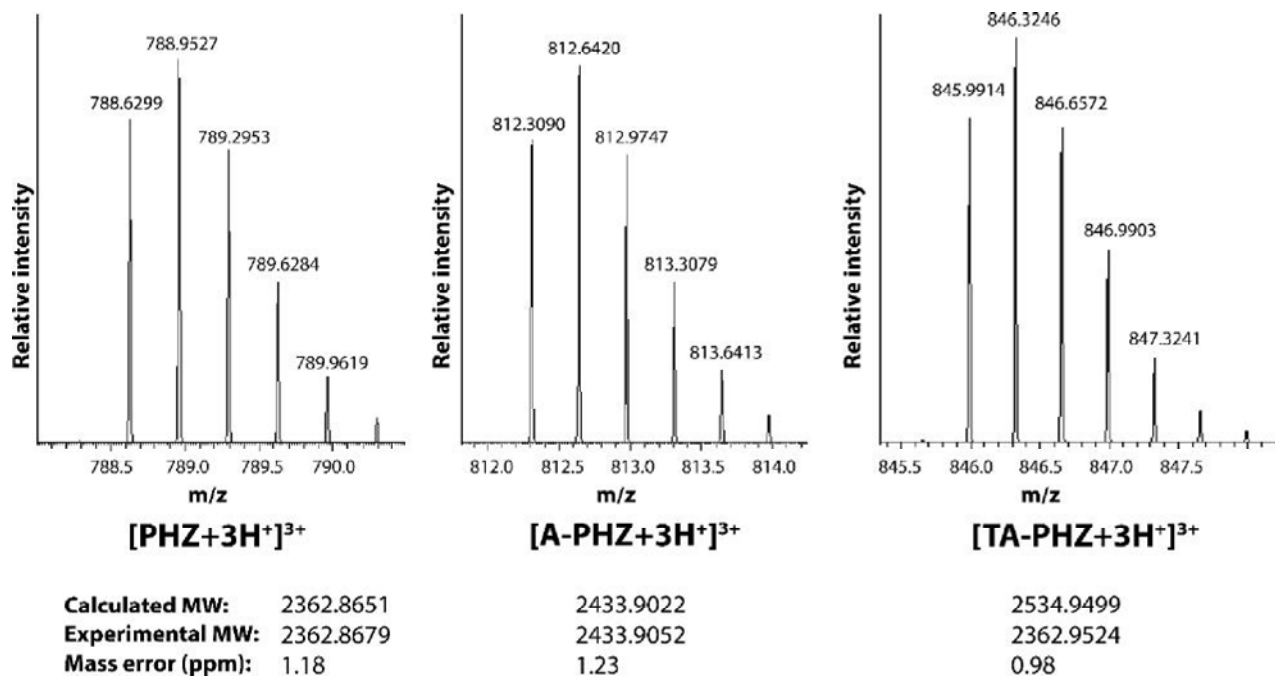 788.9527
788.6299
789.2953
789.6284
789.9619
Relative intensity
788.5 789.0 789.5 790.0
m/z
[PHZ+3H⁺]³⁺
812.6420
812.3090
812.9747
813.3079
813.6413
Relative intensity
812.0 812.5 813.0 813.5 814.0
m/z
[A-PHZ+3H⁺]³⁺
846.3246
845.9914
846.6572
846.9903
847.3241
Relative intensity
845.5 846.0 846.5 847.0 847.5
m/z
[TA-PHZ+3H⁺]³⁺
Calculated MW: 2362.8651 2433.9022 2534.9499
Experimental MW: 2362.8679 2433.9052 2362.9524
Mass error (ppm): 1.18 1.23 0.98